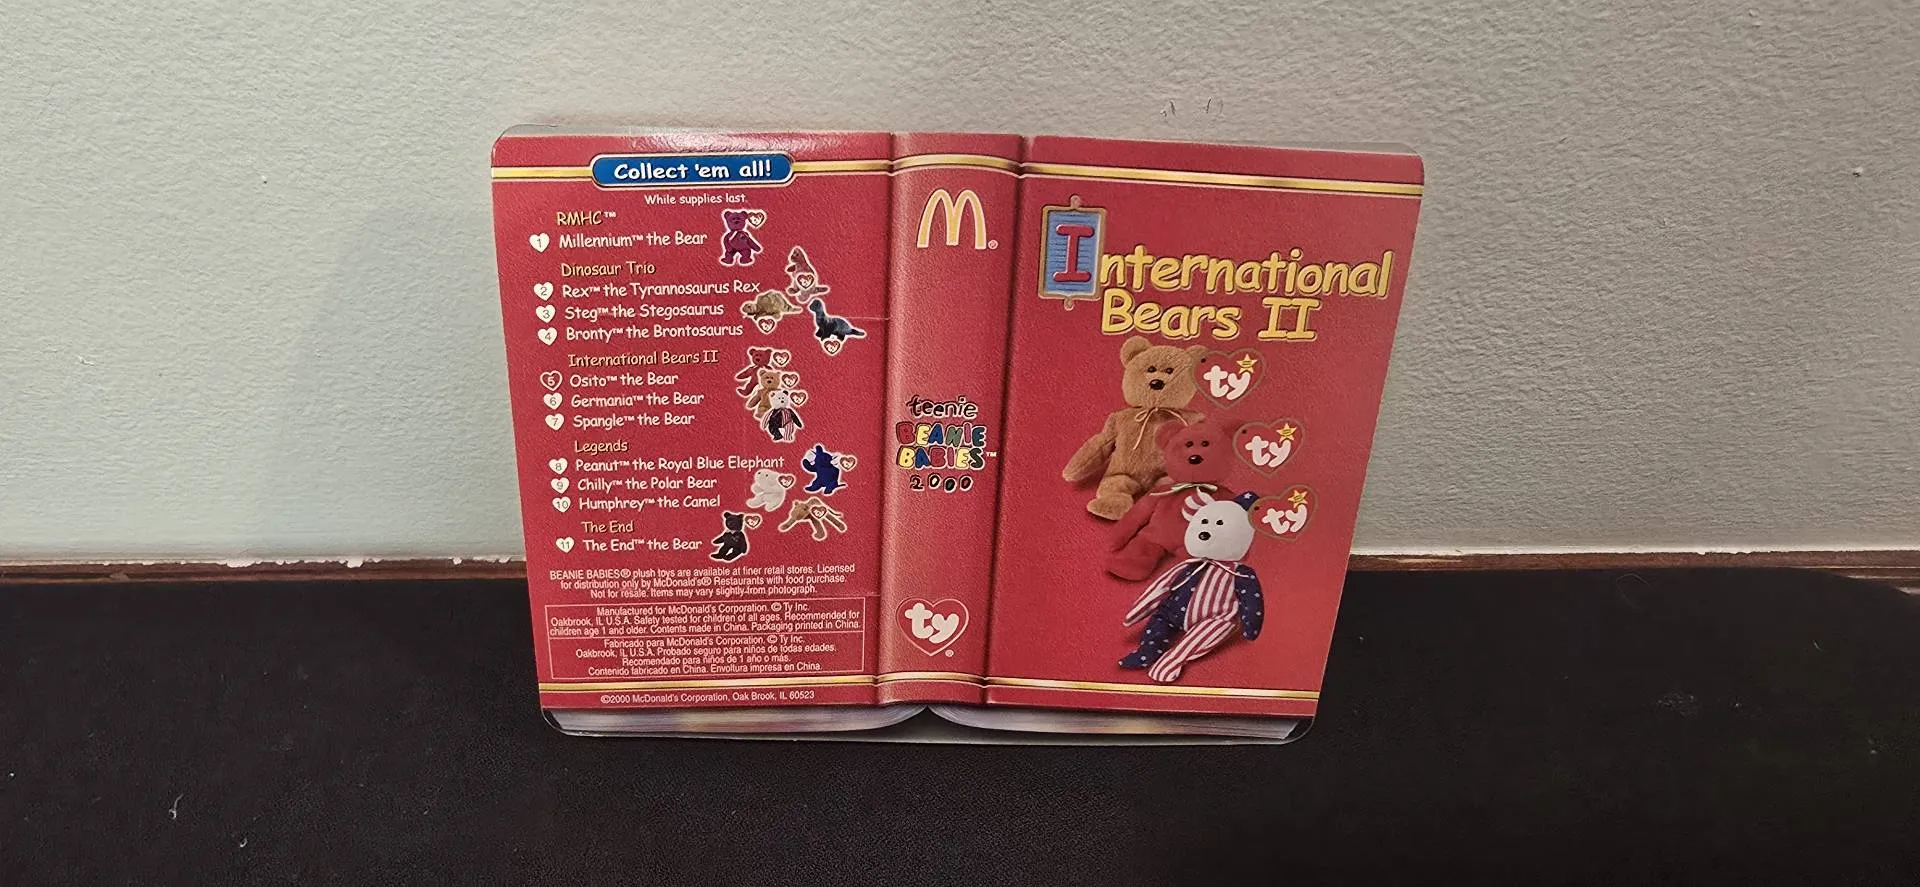 Collect 'em all!
While supplies last.
RMHC™
1 Millennium™ the Bear
Dinosaur Trio
2 Rex™ the Tyrannosaurus Rex
3 Steg™ the Stegosaurus
4 Bronty™ the Brontosaurus
International Bears II
5 Osito™ the Bear
6 Germania™ the Bear
7 Spangle™ the Bear
Legends
8 Peanut™ the Royal Blue Elephant
9 Chilly™ the Polar Bear
10 Humphrey™ the Camel
The End
11 The End™ the Bear
BEANIE BABIES® plush toys are available at finer retail stores. Licensed
for distribution only by McDonald's® Restaurants with food purchase.
Not for resale. Items may vary slightly from photograph.
Manufactured for McDonald's Corporation. © Ty Inc.
Oakbrook, IL U.S.A. Safety tested for children of all ages. Recommended for
children age 1 and older. Contents made in China. Packaging printed in China.
Fabricado para McDonald's Corporation. © Ty Inc.
Oakbrook, IL U.S.A. Probado seguro para niños de todas edades.
Recomendado para niños de 1 año o más.
Contenido fabricado en China. Envoltura impresa en China.
©2000 McDonald's Corporation, Oak Brook, IL 60523
M®
teenie
BEANIE
BABIES™
2000
ty®
International
Bears II
ty
ty
ty